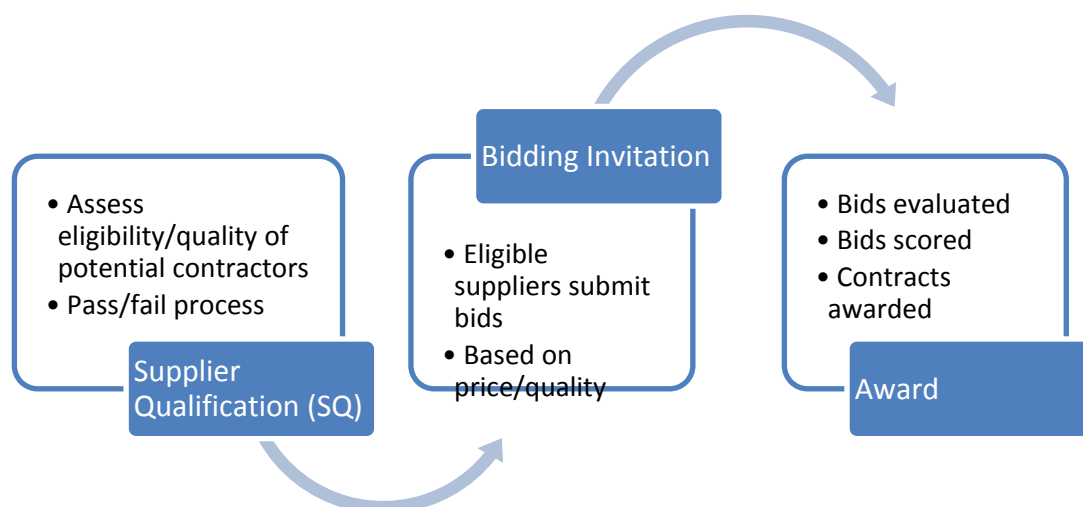 • Assess
eligibility/quality of
potential contractors
• Pass/fail process
Supplier
Qualification (SQ)
Bidding Invitation
• Eligible
suppliers submit
bids
• Based on
price/quality
• Bids evaluated
• Bids scored
• Contracts
awarded
Award